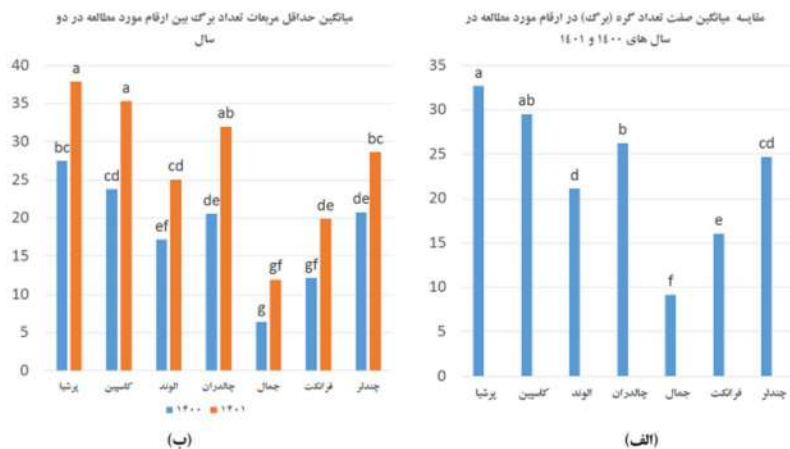 مقایسه میانگین صفت تعداد گره (برگ) در ارقام مورد مطالعه در
سال های ۱۴۰۰ و ۱۴۰۱
35
30
25
20
15
10
5
0
a
ab
d
b
f
e
cd
پرشیا
کاسپین
الوند
چالدران
جمال
فرانکت
چندلر
(الف)
میانگین حداقل مربعات تعداد برگ بین ارقام مورد مطالعه در دو
سال
40
35
30
25
20
15
10
5
0
bc
a
cd
a
ef
cd
de
ab
g
gf
gf
de
de
bc
پرشیا
کاسپین
الوند
چالدران
جمال
فرانکت
چندلر
۱۴۰۰
۱۴۰۱
(ب)